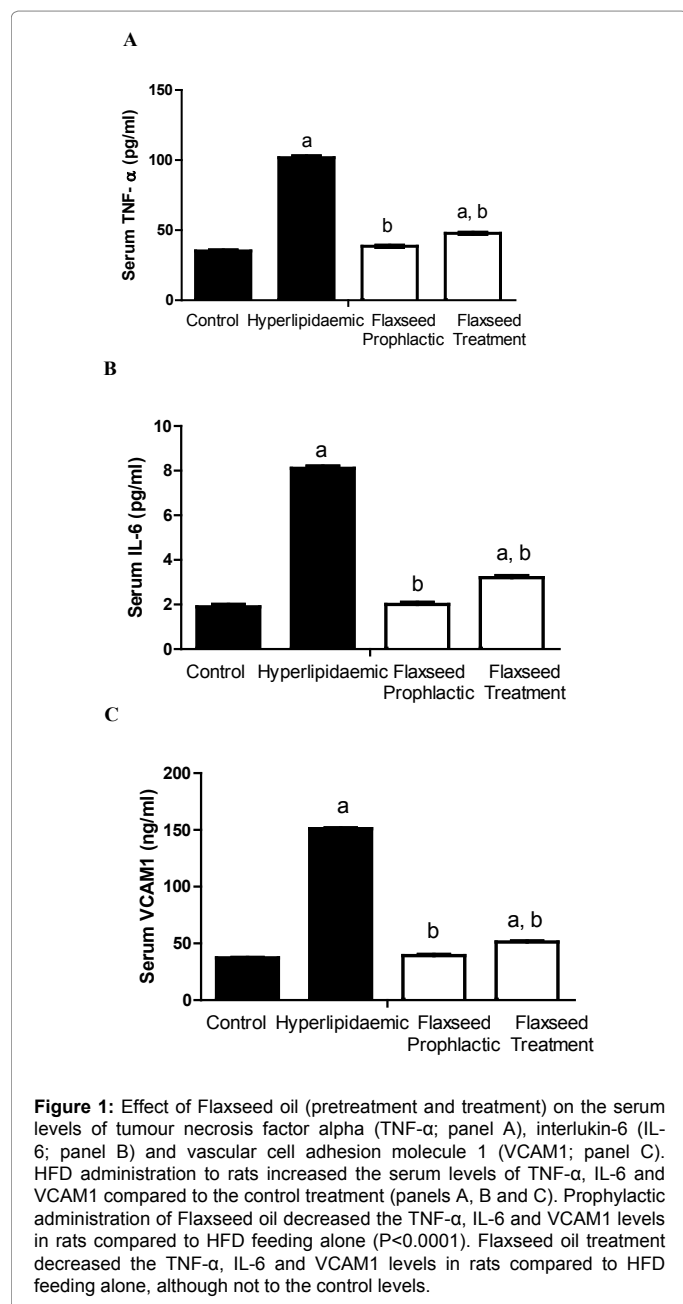 A
Serum TNF- α (pg/ml)
150
100
50
0
a
b
a, b
Control Hyperlipidaemic Flaxseed Flaxseed
Prophlactic Treatment
B
Serum IL-6 (pg/ml)
10
8
6
4
2
0
a
b
a, b
Control Hyperlipidaemic Flaxseed Flaxseed
Prophlactic Treatment
C
Serum VCAM1 (ng/ml)
200
150
100
50
0
a
b
a, b
Control Hyperlipidaemic Flaxseed Flaxseed
Prophlactic Treatment
Figure 1: Effect of Flaxseed oil (pretreatment and treatment) on the serum
levels of tumour necrosis factor alpha (TNF-α; panel A), interlukin-6 (IL-
6; panel B) and vascular cell adhesion molecule 1 (VCAM1; panel C).
HFD administration to rats increased the serum levels of TNF-α, IL-6 and
VCAM1 compared to the control treatment (panels A, B and C). Prophylactic
administration of Flaxseed oil decreased the TNF-α, IL-6 and VCAM1 levels
in rats compared to HFD feeding alone (P<0.0001). Flaxseed oil treatment
decreased the TNF-α, IL-6 and VCAM1 levels in rats compared to HFD
feeding alone, although not to the control levels.